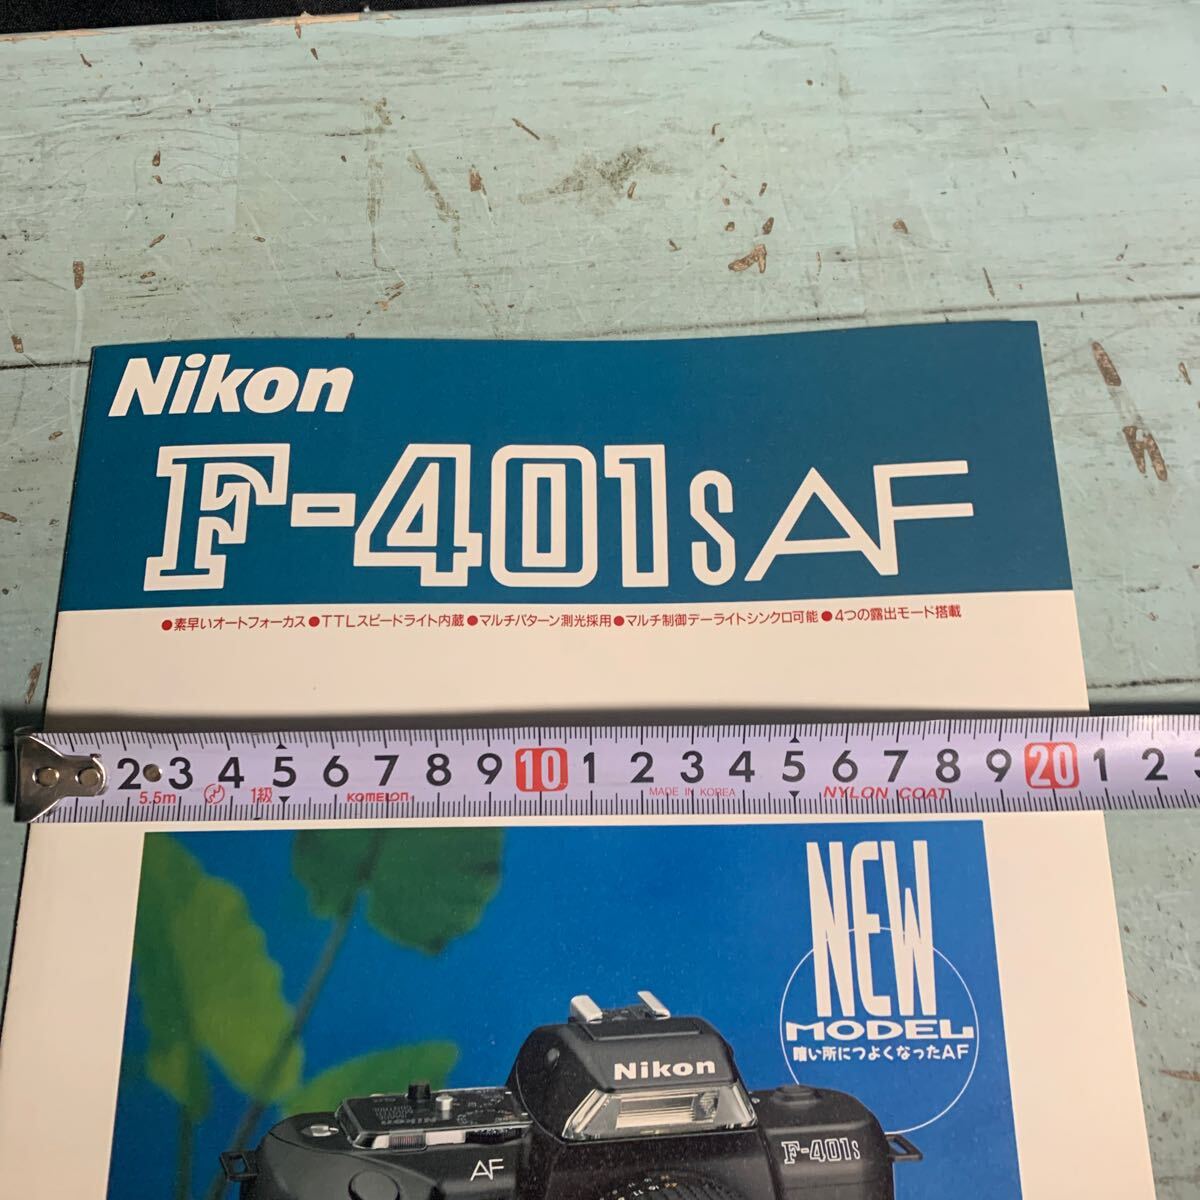 Nikon
F-401s AF
●素早いオートフォーカス●TTLスピードライト内蔵●マルチパターン測光採用●マルチ制御デーライトシンクロ可能●4つの露出モード搭載
2 3 4 5 6 7 8 9 10 1 2 3 4 5 6 7 8 9 20 1 2
5.5m 1級 KOMELON MADE IN KOREA NYLON COAT
NEW
MODEL
暗い所につよくなったAF
Nikon
AF F-401s